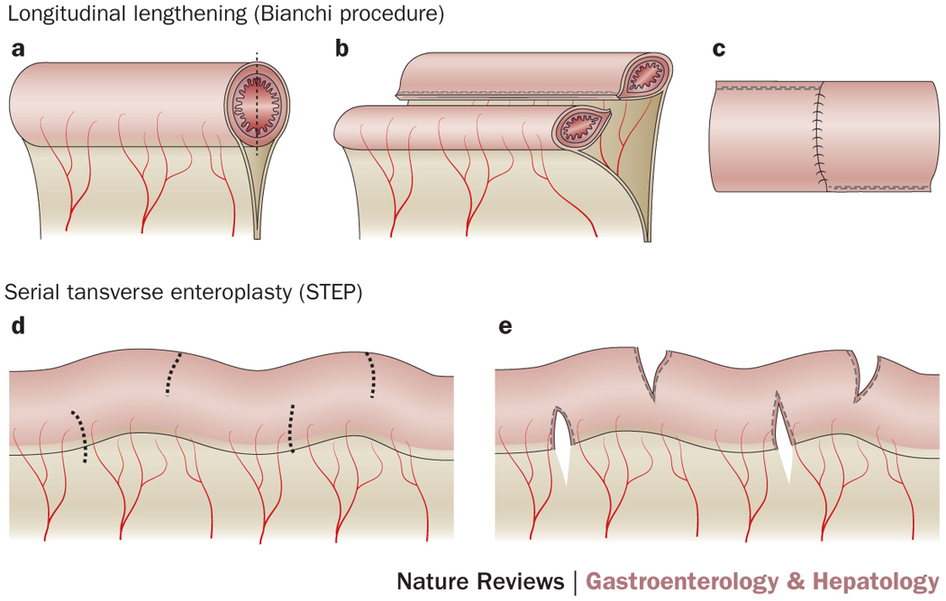 Longitudinal lengthening (Bianchi procedure)
a b c
Serial tansverse enteroplasty (STEP)
d e
Nature Reviews | Gastroenterology & Hepatology